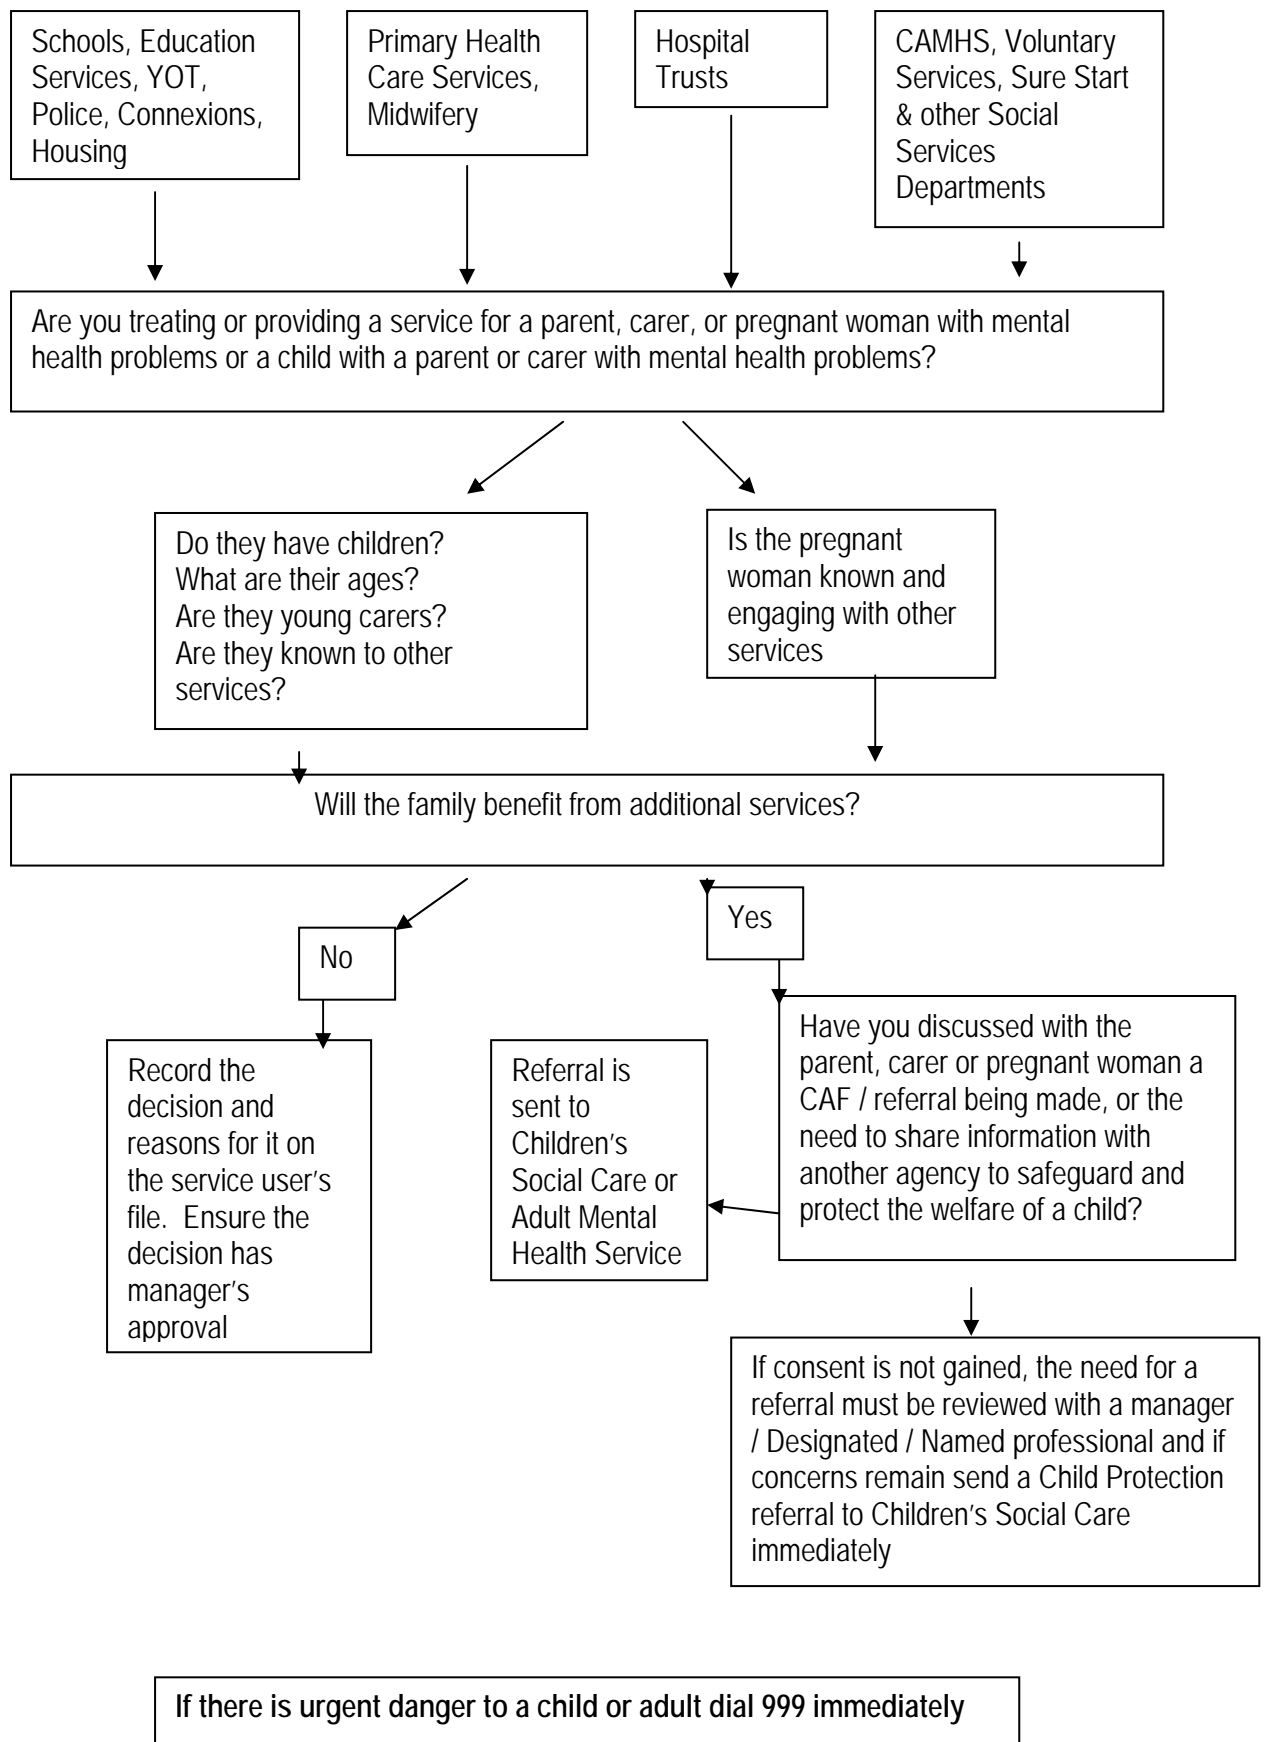 Schools, Education
Services, YOT,
Police, Connexions,
Housing
Primary Health
Care Services,
Midwifery
Hospital
Trusts
CAMHS, Voluntary
Services, Sure Start
& other Social
Services
Departments
Are you treating or providing a service for a parent, carer, or pregnant woman with mental
health problems or a child with a parent or carer with mental health problems?
Do they have children?
What are their ages?
Are they young carers?
Are they known to other
services?
Is the pregnant
woman known and
engaging with other
services
Will the family benefit from additional services?
No
Yes
Record the
decision and
reasons for it on
the service user's
file.  Ensure the
decision has
manager's
approval
Referral is
sent to
Children's
Social Care or
Adult Mental
Health Service
Have you discussed with the
parent, carer or pregnant woman a
CAF / referral being made, or the
need to share information with
another agency to safeguard and
protect the welfare of a child?
If consent is not gained, the need for a
referral must be reviewed with a manager
/ Designated / Named professional and if
concerns remain send a Child Protection
referral to Children's Social Care
immediately
If there is urgent danger to a child or adult dial 999 immediately